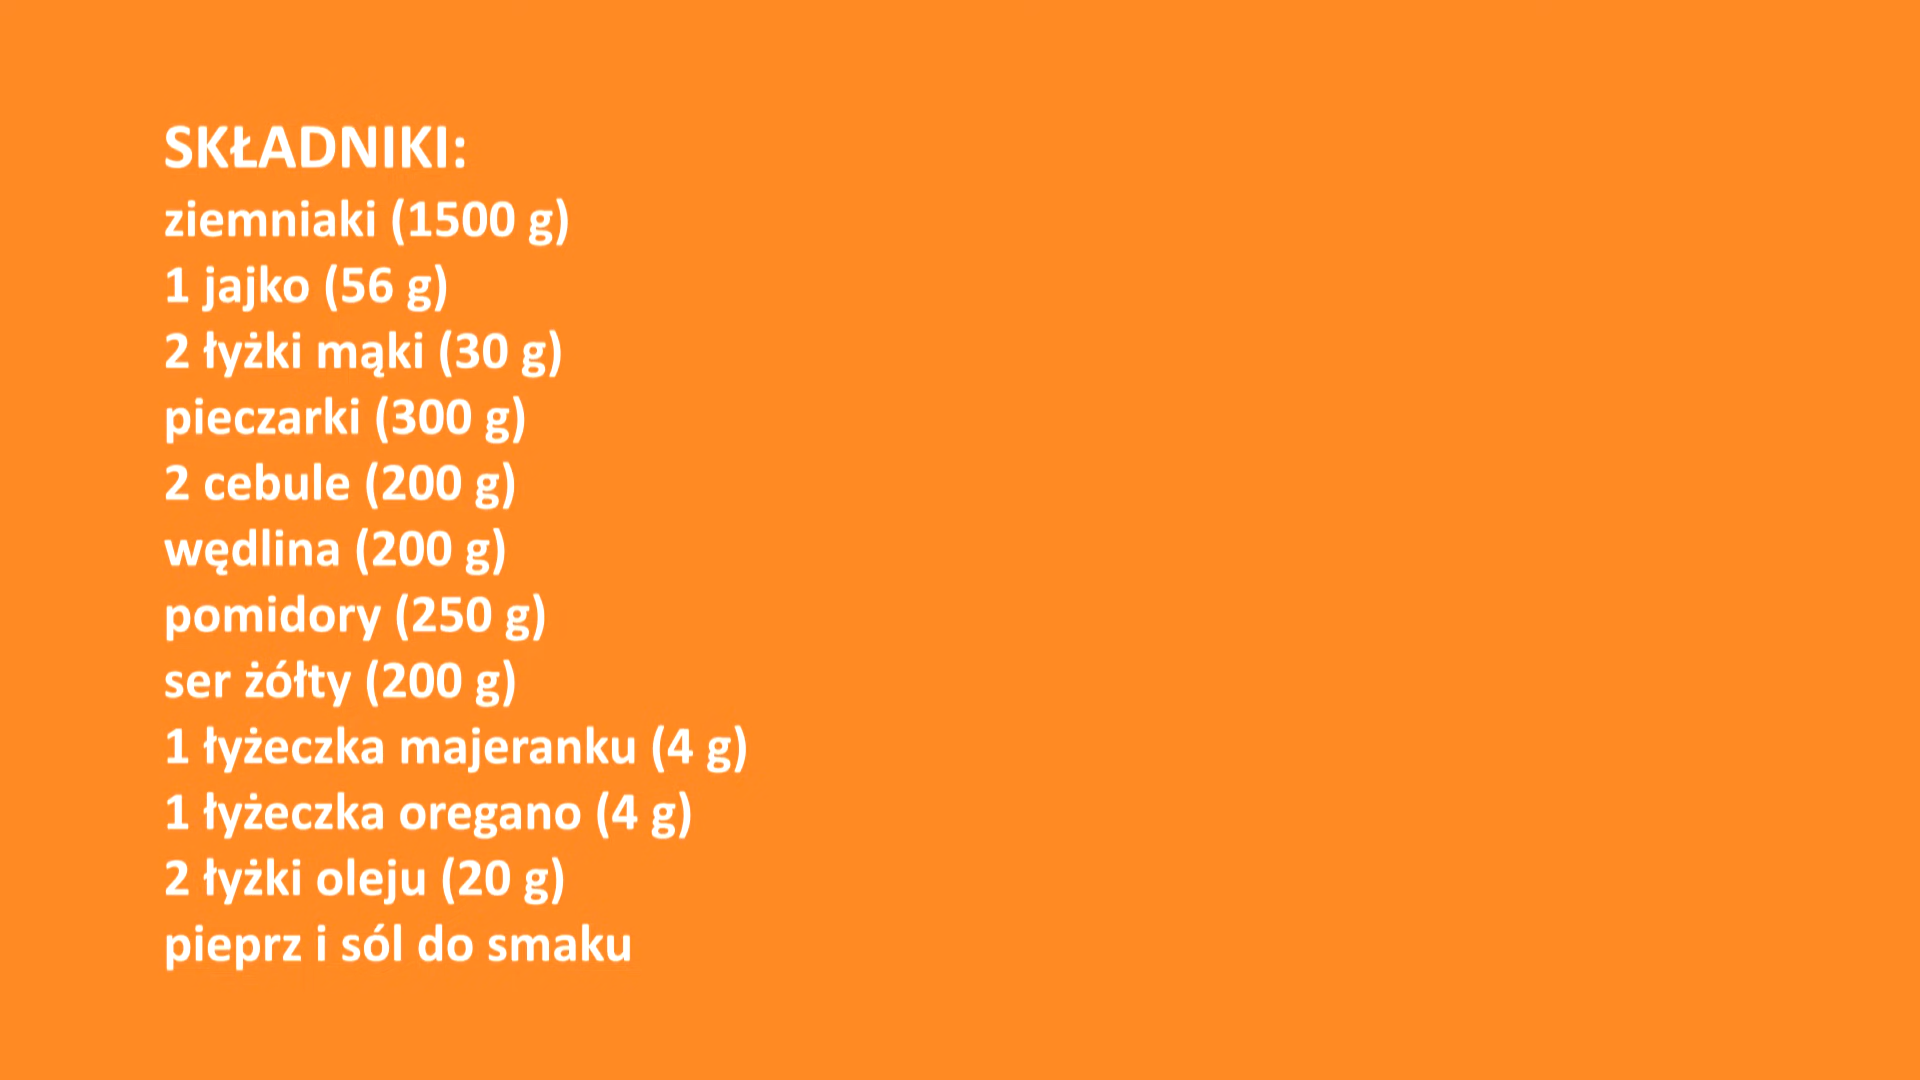 SKŁADNIKI:
ziemniaki (1500 g)
1 jajko (56 g)
2 łyżki mąki (30 g)
pieczarki (300 g)
2 cebule (200 g)
wędlina (200 g)
pomidory (250 g)
ser żółty (200 g)
1 łyżeczka majeranku (4 g)
1 łyżeczka oregano (4 g)
2 łyżki oleju (20 g)
pieprz i sól do smaku